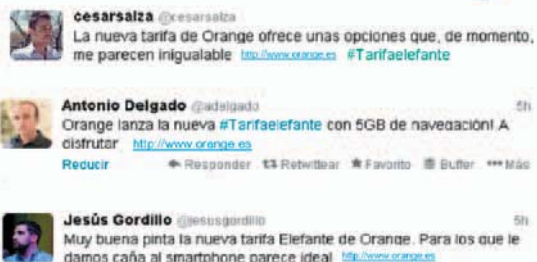 cesarsalza @cesarsalza
La nueva tarifa de Orange ofrece unas opciones que, de momento,
me parecen inigualable http://www.orange.es #Tarifaelefante
Antonio Delgado @adelgado 5h
Orange lanza la nueva #Tarifaelefante con 5GB de navegación! A
disfrutar http://www.orange.es
Reducir Responder Retwittear Favorito Buffer Más
Jesús Gordillo @jesusgordillo 5h
Muy buena pinta la nueva tarifa Elefante de Orange. Para los que le
damos caña al smartphone parece ideal http://www.orange.es